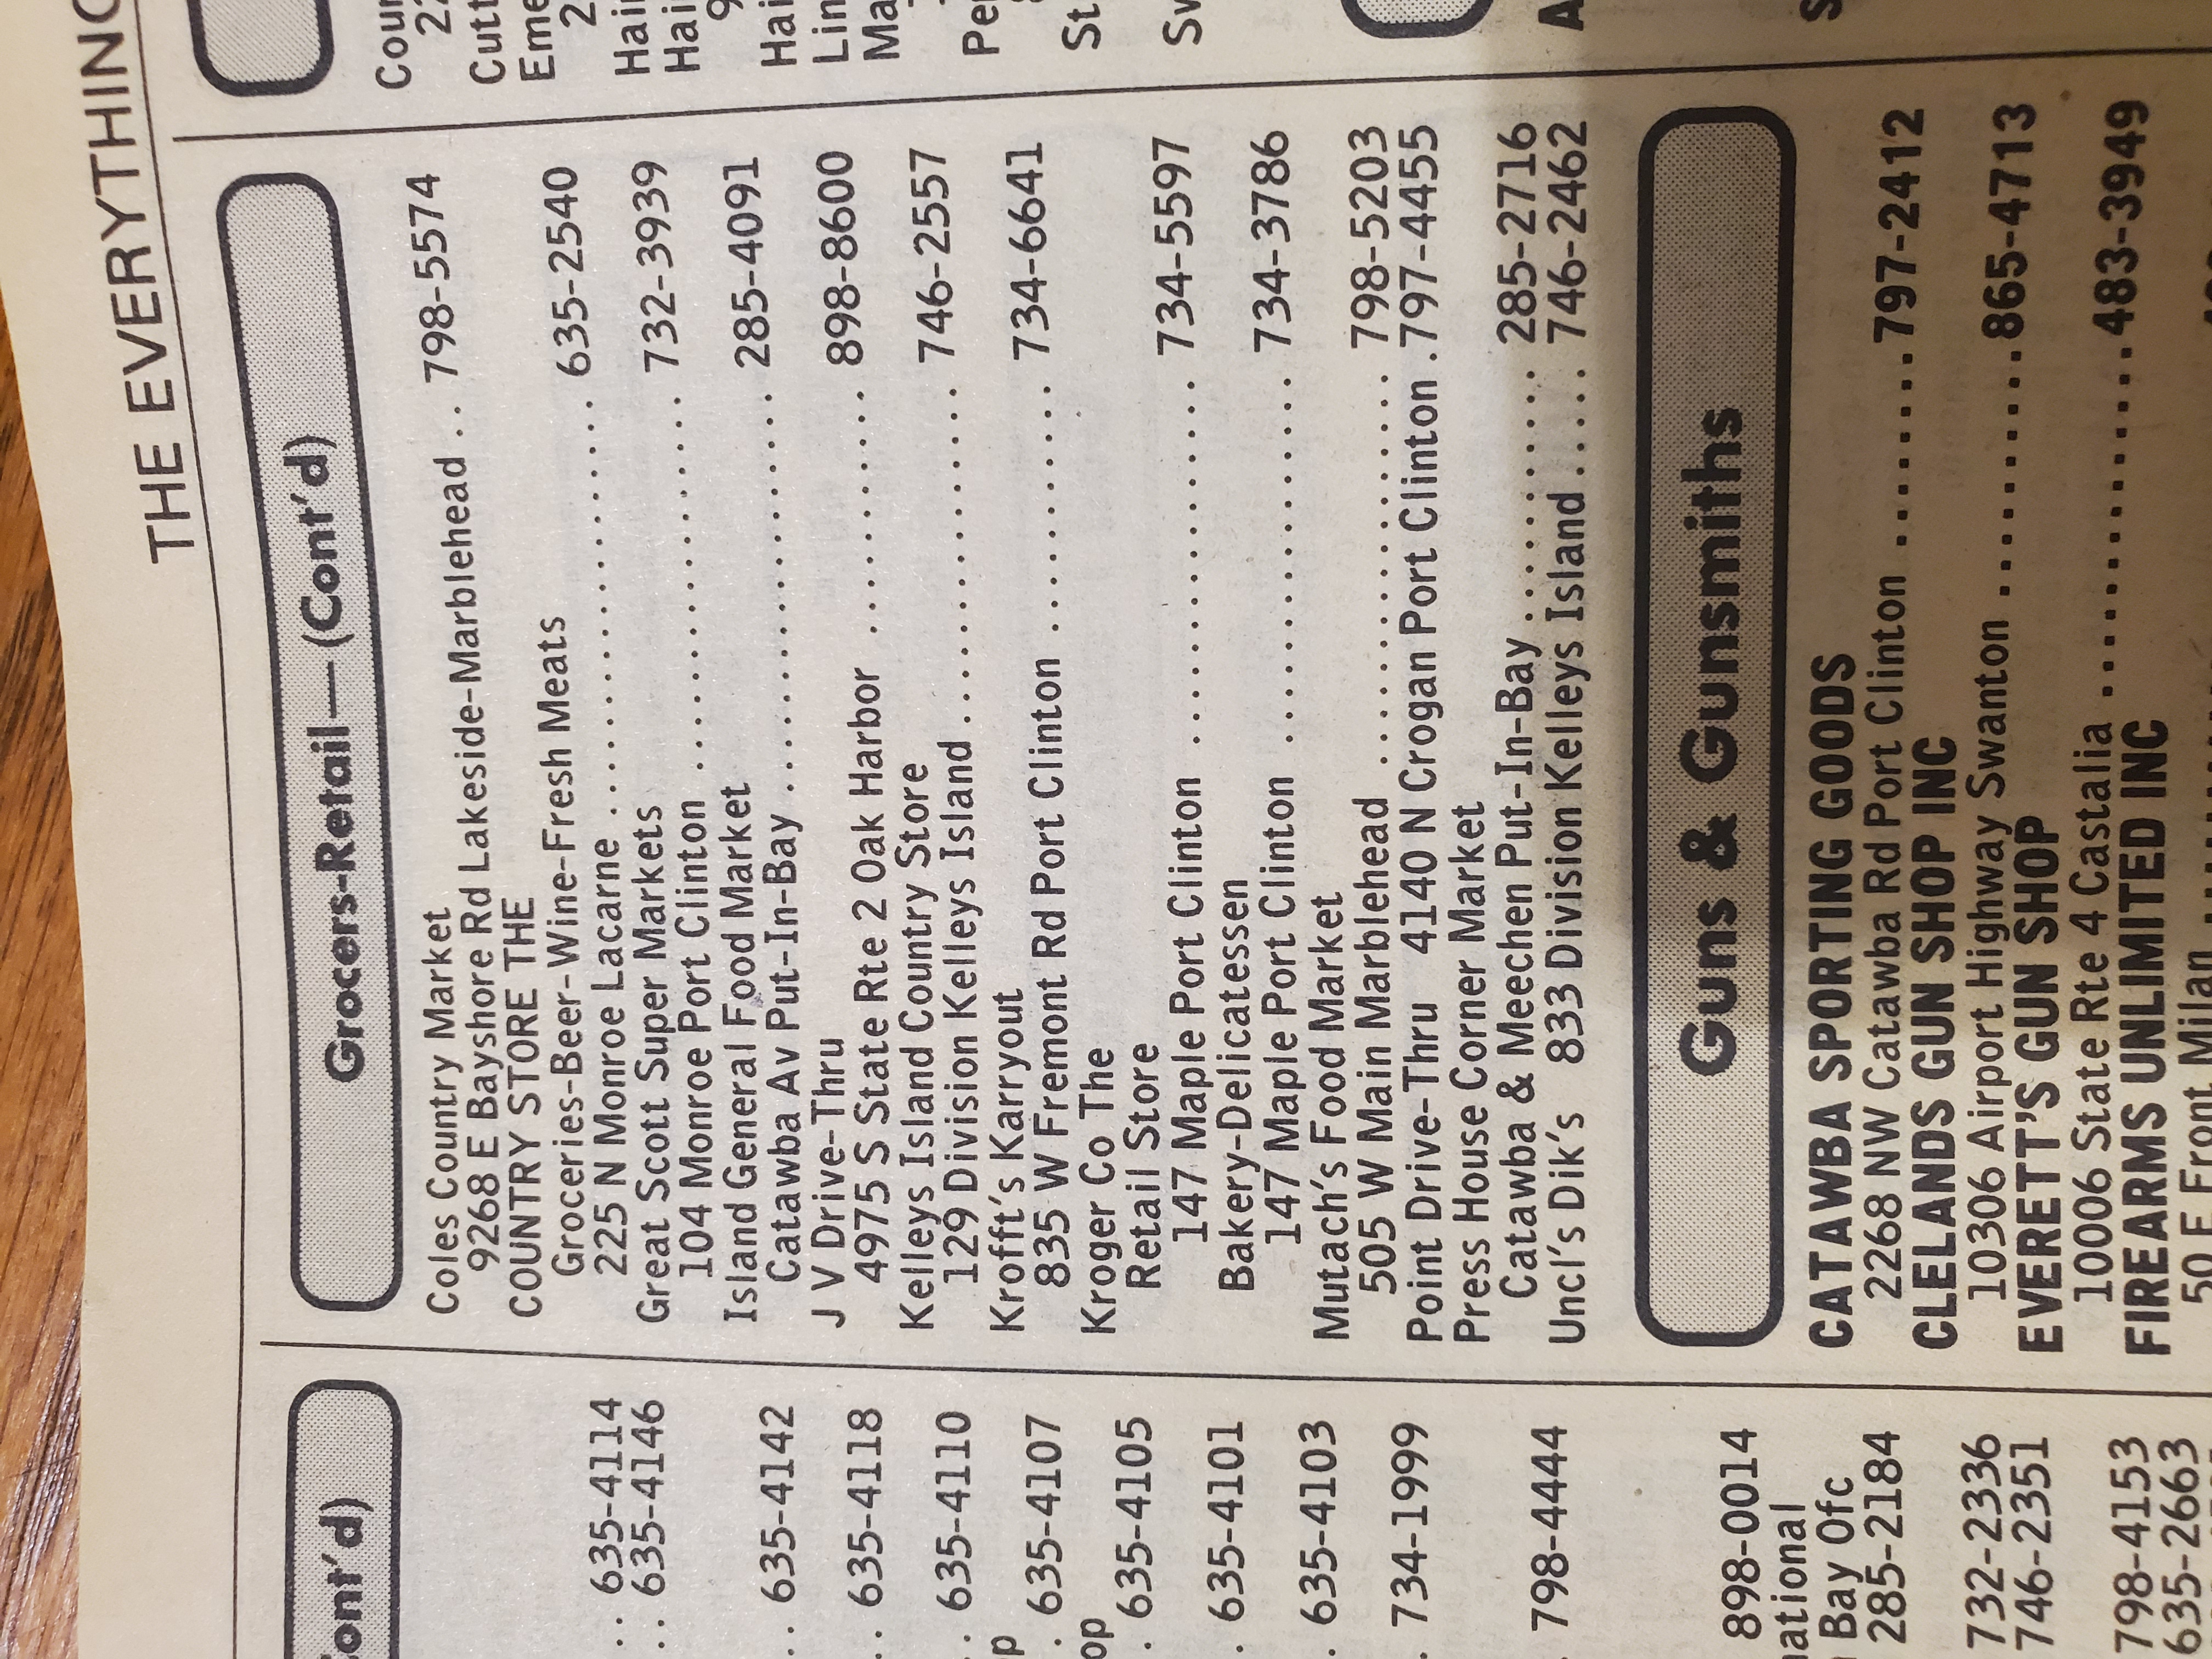 THE EVERYTHING
ont'd)
635-4114
635-4146
635-4142
635-4118
635-4110
635-4107
635-4105
635-4101
635-4103
734-1999
798-4444
898-0014
Bay Ofc
285-2184
732-2336
746-2351
798-4153
635-2663
Grocers-Retail—(Cont'd)
Coles Country Market
9268 E Bayshore Rd Lakeside-Marblehead ... 798-5574
COUNTRY STORE THE
Groceries-Beer-Wine-Fresh Meats
225 N Monroe Lacarne ........................ 635-2540
Great Scott Super Markets
104 Monroe Port Clinton ..................... 732-3939
Island General Food Market
Catawba Av Put-In-Bay ...................... 285-4091
J V Drive-Thru
4975 S State Rte 2 Oak Harbor ............. 898-8600
Kelleys Island Country Store
129 Division Kelleys Island .................. 746-2557
Krofft's Karryout
835 W Fremont Rd Port Clinton ............. 734-6641
Kroger Co The
Retail Store
147 Maple Port Clinton .................... 734-5597
Bakery-Delicatessen
147 Maple Port Clinton .................... 734-3786
Mutach's Food Market
505 W Main Marblehead ..................... 798-5203
Point Drive-Thru 4140 N Crogan Port Clinton . 797-4455
Press House Corner Market
Catawba & Meechen Put-In-Bay ............. 285-2716
Uncl's Dik's 833 Division Kelleys Island ...... 746-2462
Guns & Gunsmiths
CATAWBA SPORTING GOODS
2268 NW Catawba Rd Port Clinton ......... 797-2412
CLELANDS GUN SHOP INC
10306 Airport Highway Swanton ............ 865-4713
EVERETT'S GUN SHOP
10006 State Rte 4 Castalia .................. 483-3949
FIREARMS UNLIMITED INC
50 E Front Milan